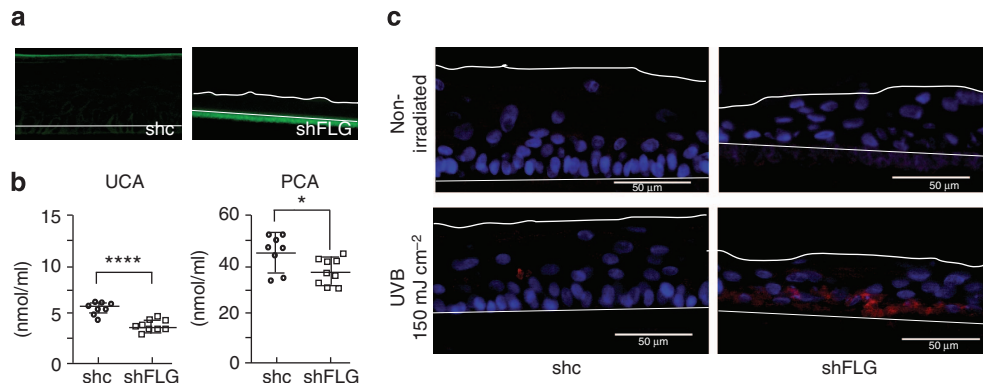 a
shc
shFLG
b
UCA
(nmol/ml)
15
10
5
0
****
shc
shFLG
PCA
(nmol/ml)
60
40
20
0
*
shc
shFLG
c
Non-
irradiated
50 µm
50 µm
UVB
150 mJ cm−2
50 µm
50 µm
shc
shFLG